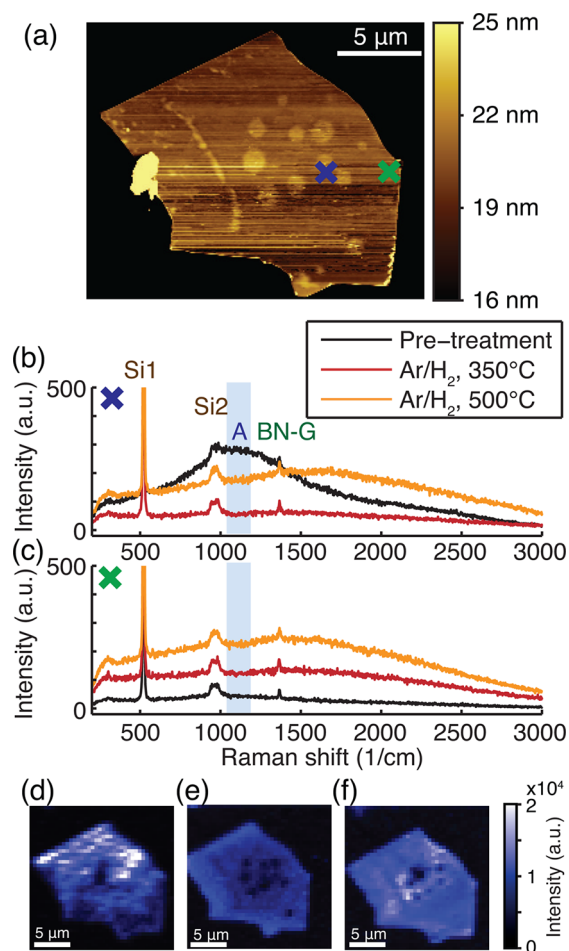 (a)
5 μm
25 nm
22 nm
19 nm
16 nm
Pre-treatment
Ar/H₂, 350°C
Ar/H₂, 500°C
(b)
Si1
Si2
A
BN-G
500
0
Intensity (a.u.)
500 1000 1500 2000 2500 3000
(c)
500
0
Intensity (a.u.)
500 1000 1500 2000 2500 3000
Raman shift (1/cm)
(d) (e) (f)
5 μm 5 μm 5 μm
x10⁴
2
1
0
Intensity (a.u.)